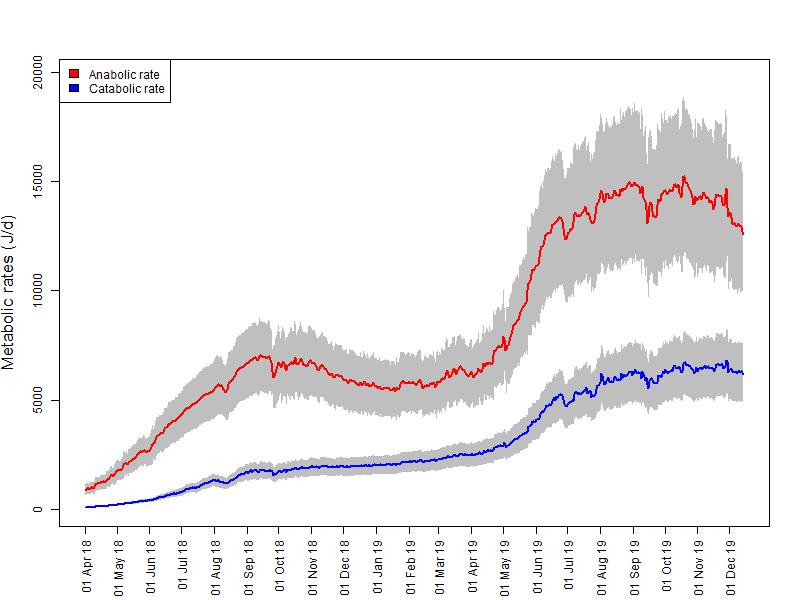 Anabolic rate
Catabolic rate
Metabolic rates (J/d)
20000
15000
10000
5000
0
01 Apr 18
01 May 18
01 Jun 18
01 Jul 18
01 Aug 18
01 Sep 18
01 Oct 18
01 Nov 18
01 Dec 18
01 Jan 19
01 Feb 19
01 Mar 19
01 Apr 19
01 May 19
01 Jun 19
01 Jul 19
01 Aug 19
01 Sep 19
01 Oct 19
01 Nov 19
01 Dec 19